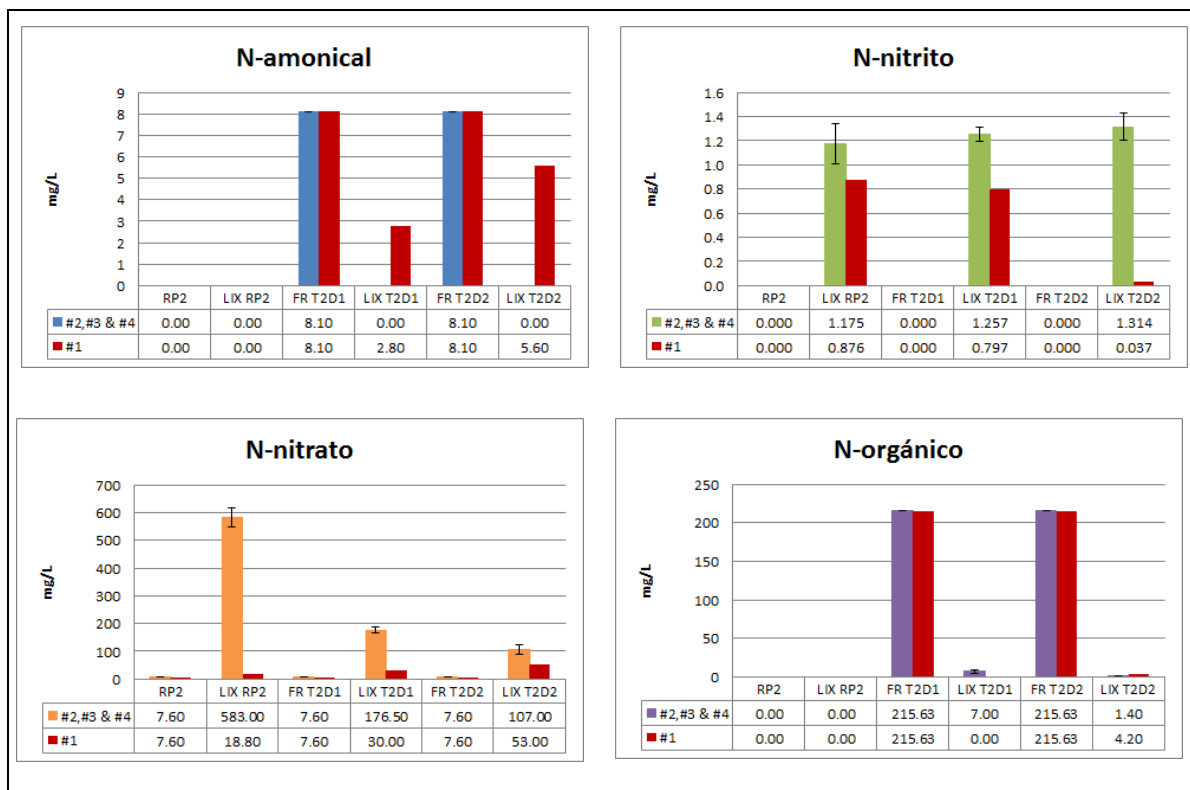 N-amonical
9
8
7
6
5
4
3
2
1
0
mg/L
RP2 LIX RP2 FR T2D1 LIX T2D1 FR T2D2 LIX T2D2
#2,#3 & #4 0.00 0.00 8.10 0.00 8.10 0.00
#1 0.00 0.00 8.10 2.80 8.10 5.60
N-nitrito
1.6
1.4
1.2
1.0
0.8
0.6
0.4
0.2
0.0
mg/L
RP2 LIX RP2 FR T2D1 LIX T2D1 FR T2D2 LIX T2D2
#2,#3 & #4 0.000 1.175 0.000 1.257 0.000 1.314
#1 0.000 0.876 0.000 0.797 0.000 0.037
N-nitrato
700
600
500
400
300
200
100
0
mg/L
RP2 LIX RP2 FR T2D1 LIX T2D1 FR T2D2 LIX T2D2
#2,#3 & #4 7.60 583.00 7.60 176.50 7.60 107.00
#1 7.60 18.80 7.60 30.00 7.60 53.00
N-orgánico
250
200
150
100
50
0
mg/L
RP2 LIX RP2 FR T2D1 LIX T2D1 FR T2D2 LIX T2D2
#2,#3 & #4 0.00 0.00 215.63 7.00 215.63 1.40
#1 0.00 0.00 215.63 0.00 215.63 4.20